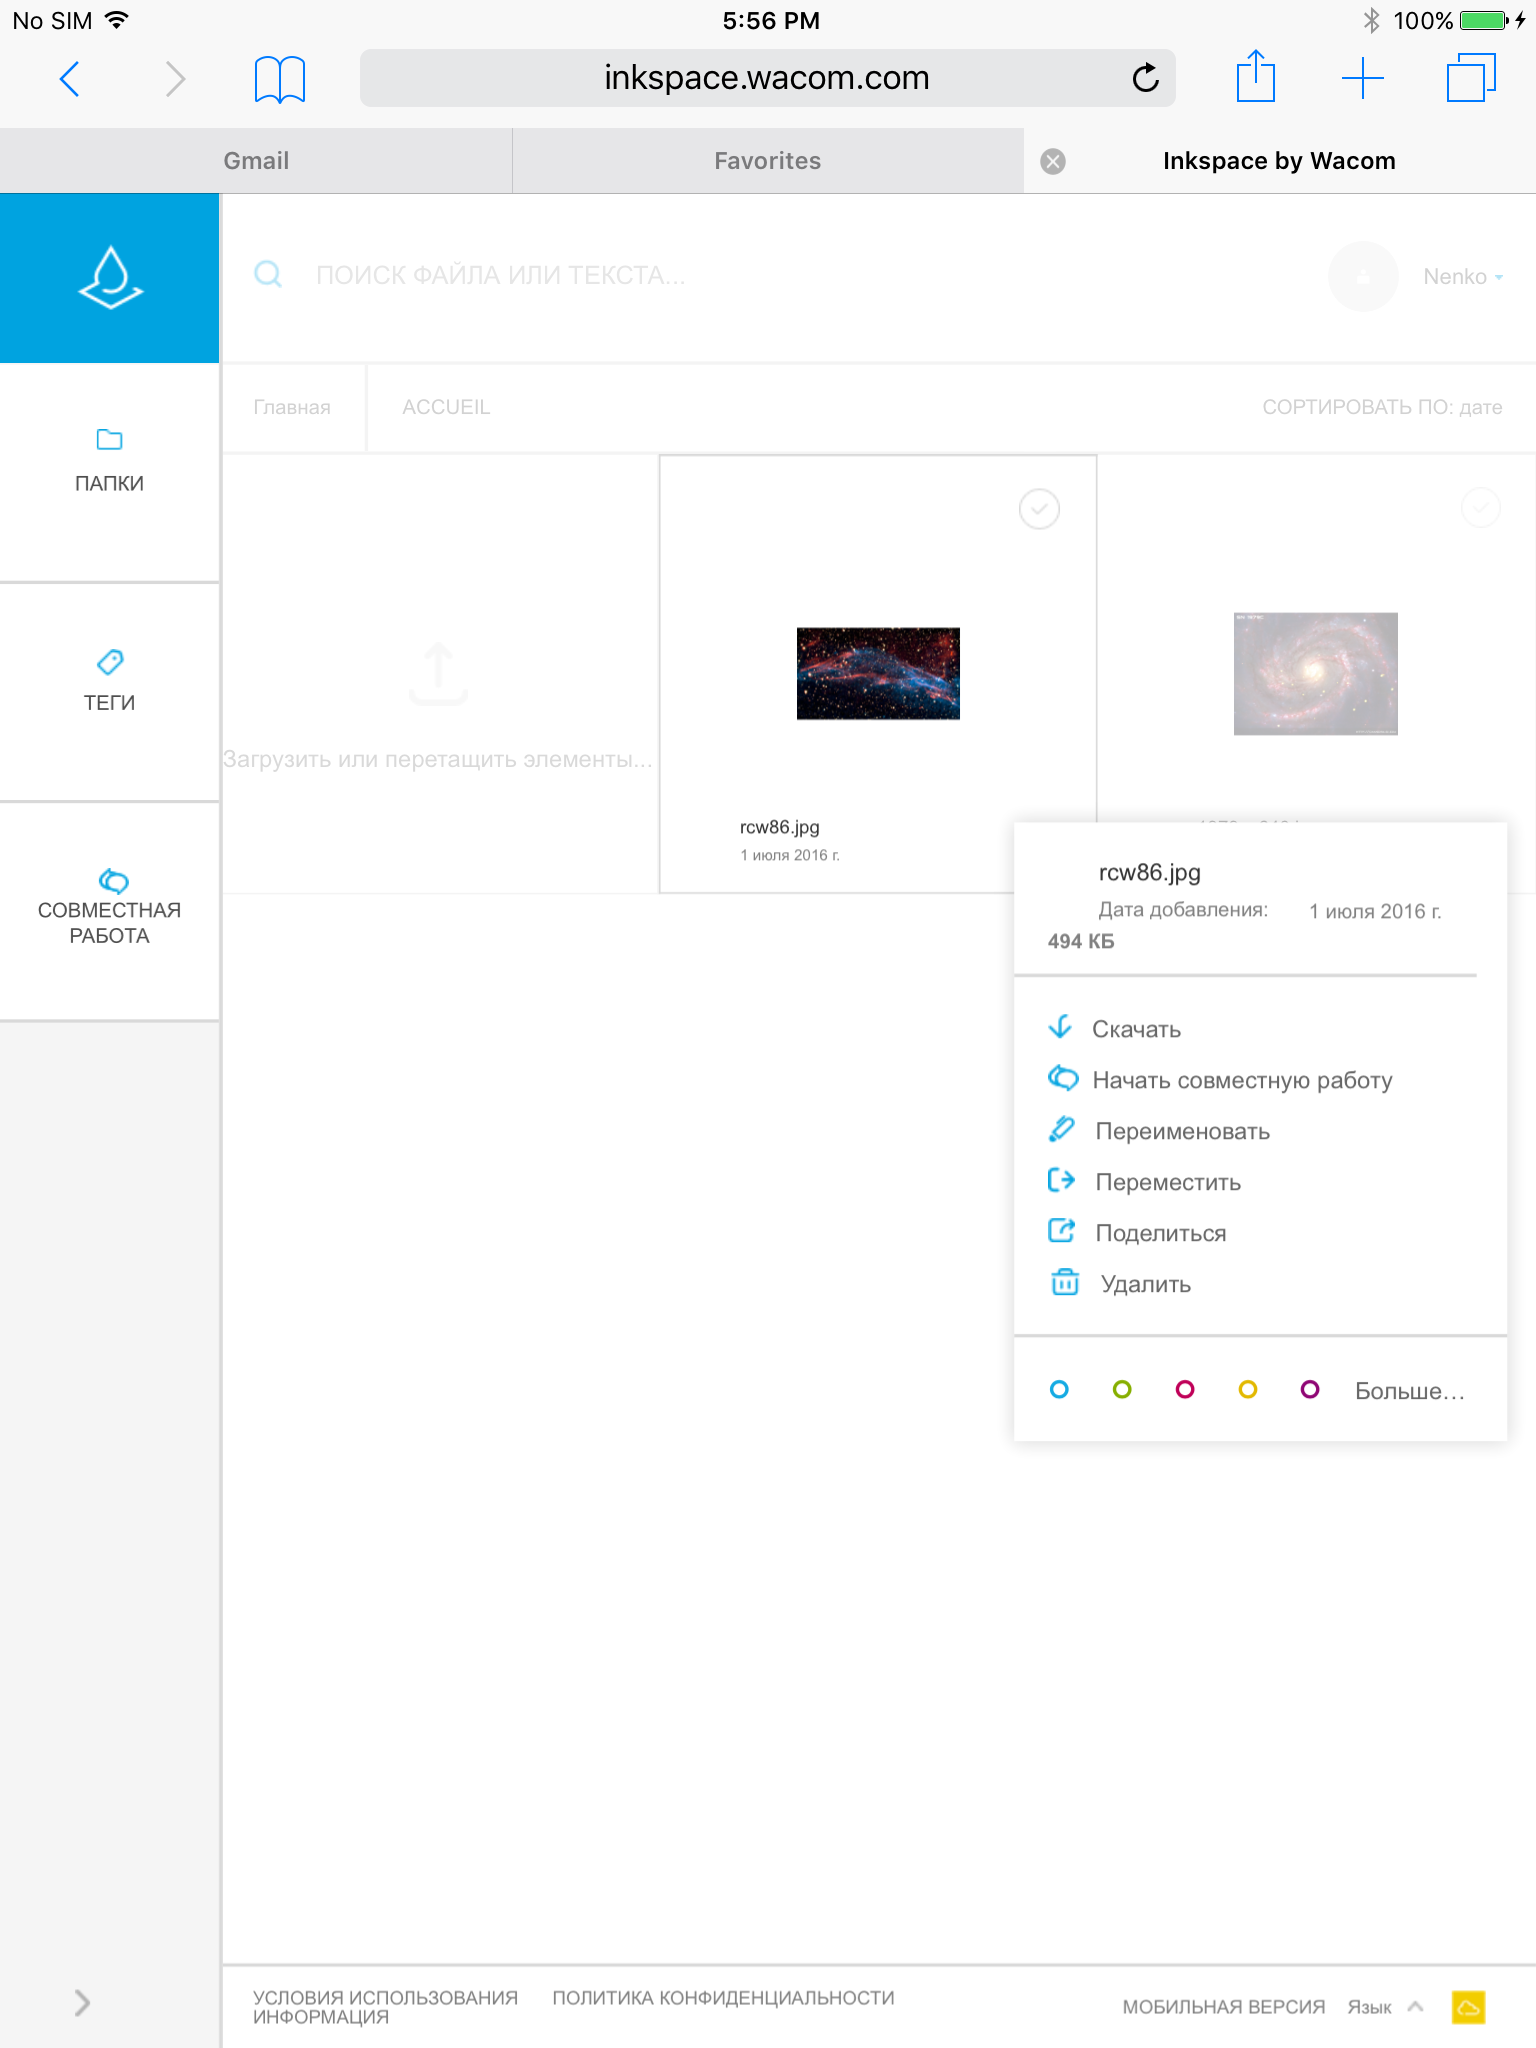 No SIM
5:56 PM
100%
inkspace.wacom.com
Gmail
Favorites
Inkspace by Wacom
ПОИСК ФАЙЛА ИЛИ ТЕКСТА...
Nenko
Главная
ACCUEIL
СОРТИРОВАТЬ ПО: дате
ПАПКИ
ТЕГИ
СОВМЕСТНАЯ
РАБОТА
Загрузить или перетащить элементы...
rcw86.jpg
1 июля 2016 г.
rcw86.jpg
Дата добавления: 1 июля 2016 г.
494 КБ
Скачать
Начать совместную работу
Переименовать
Переместить
Поделиться
Удалить
Больше...
УСЛОВИЯ ИСПОЛЬЗОВАНИЯ
ПОЛИТИКА КОНФИДЕНЦИАЛЬНОСТИ
ИНФОРМАЦИЯ
МОБИЛЬНАЯ ВЕРСИЯ
Язык